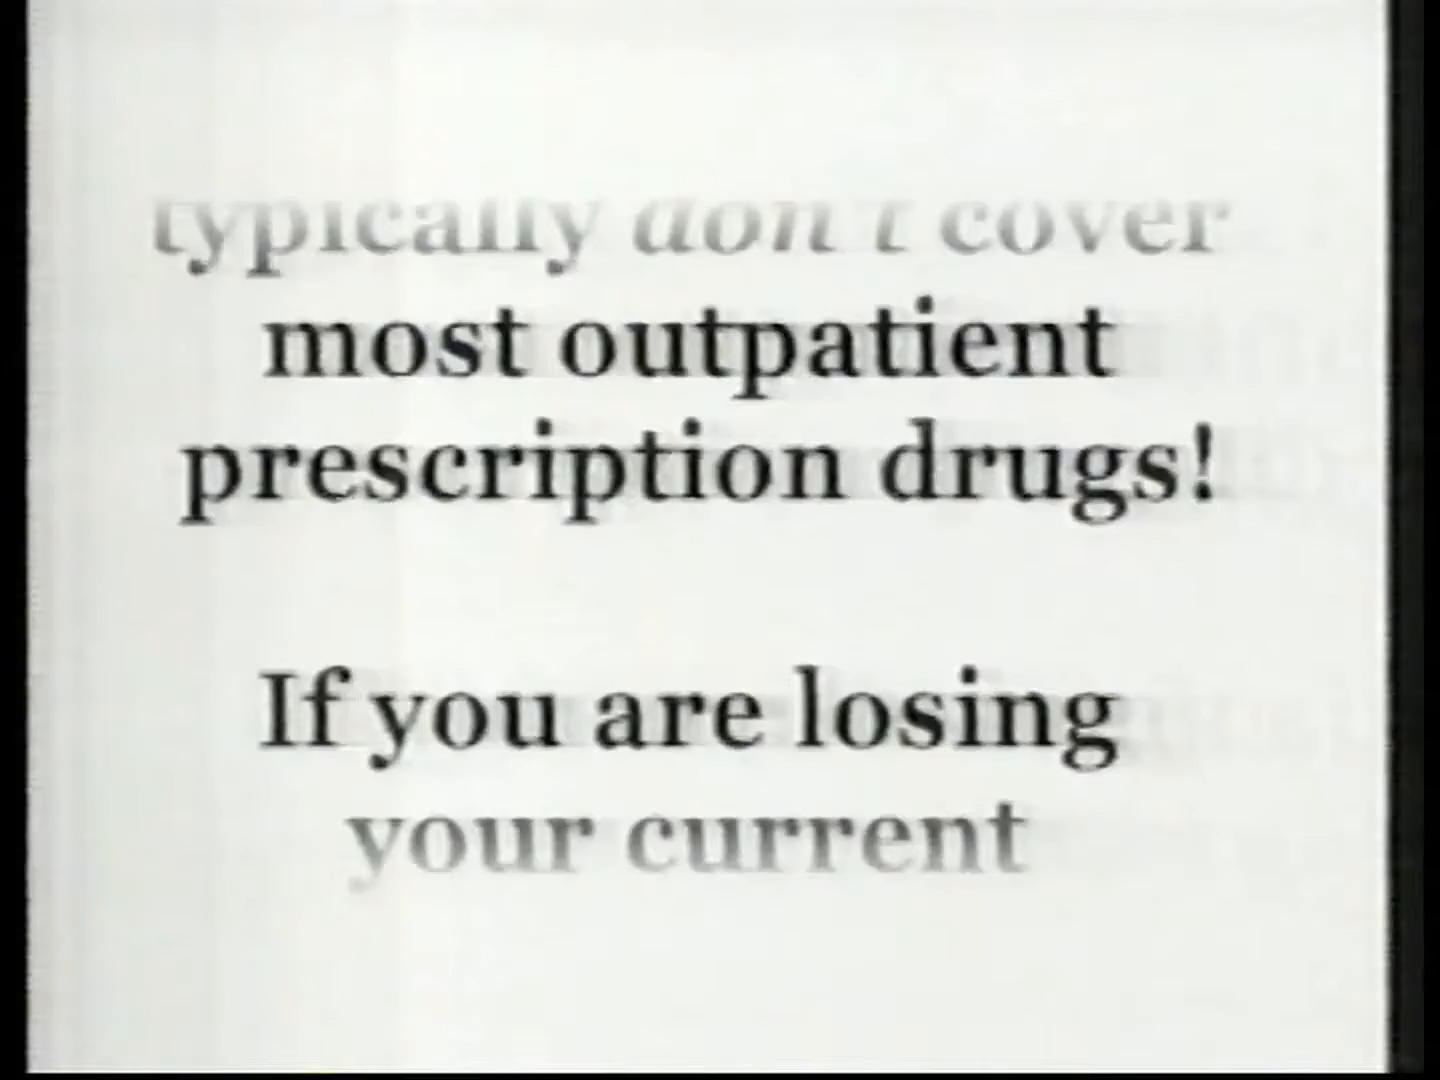 typically don't cover
most outpatient
prescription drugs!
If you are losing
your current